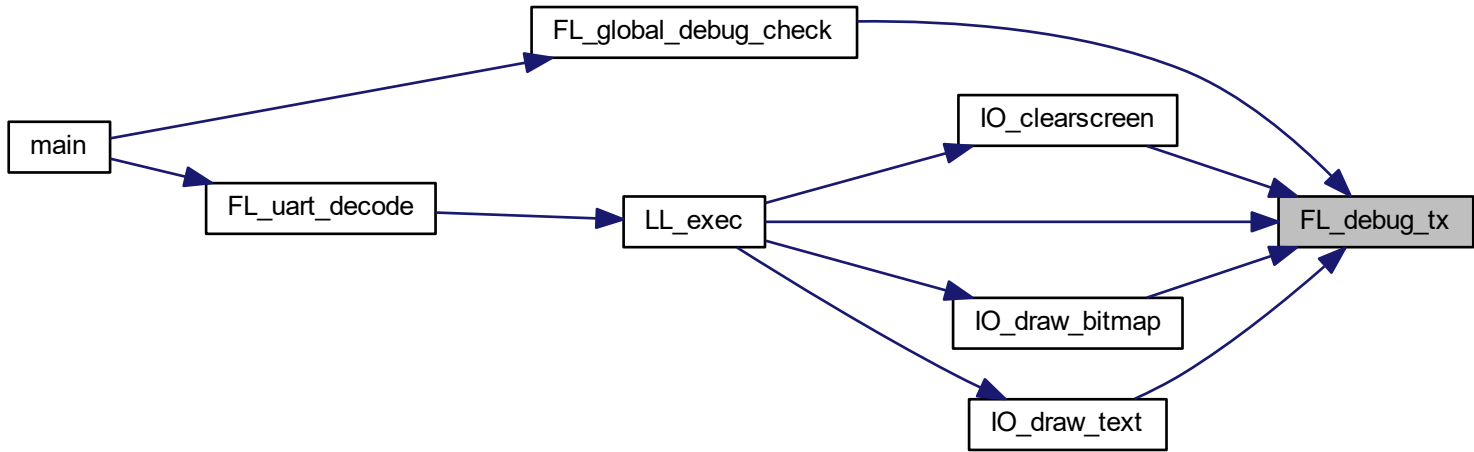 FL_global_debug_check
IO_clearscreen
main
FL_uart_decode
LL_exec
FL_debug_tx
IO_draw_bitmap
IO_draw_text